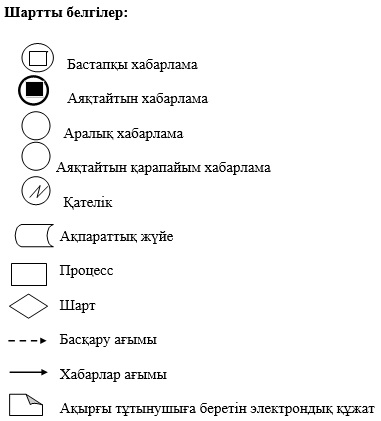 Шартты белгілер:
Бастапқы хабарлама
Аяқтайтын хабарлама
Аралық хабарлама
Аяқтайтын қарапайым хабарлама
Қателік
Ақпараттық жүйе
Процесс
Шарт
Басқару ағымы
Хабарлар ағымы
Ақырғы тұтынушыға беретін электрондық құжат